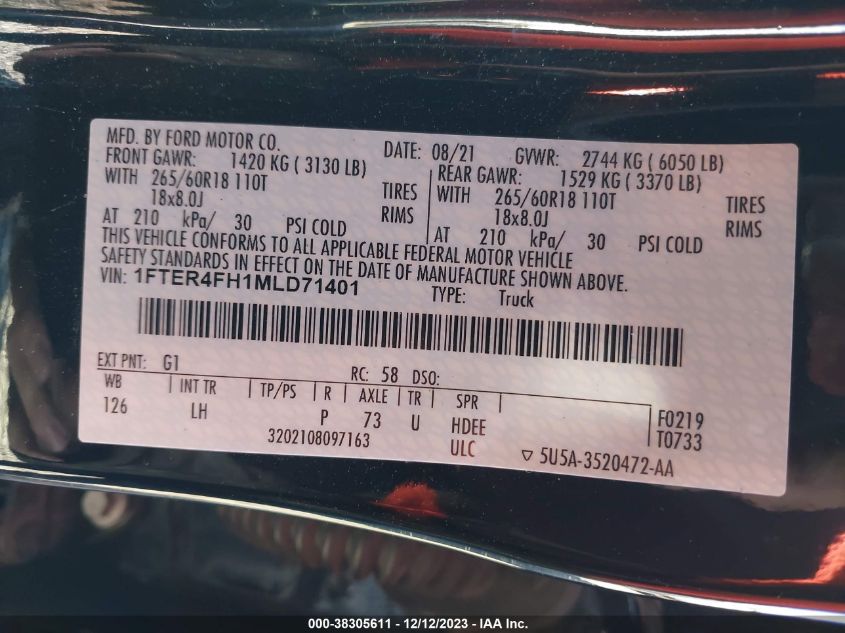 MFD. BY FORD MOTOR CO. DATE: 08/21 GVWR: 2744 KG ( 6050 LB)
FRONT GAWR: 1420 KG ( 3130 LB) REAR GAWR: 1529 KG ( 3370 LB)
WITH 265/60R18 110T TIRES WITH 265/60R18 110T TIRES
18x8.0J RIMS 18x8.0J RIMS
AT 210 kPa/ 30 PSI COLD AT 210 kPa/ 30 PSI COLD
THIS VEHICLE CONFORMS TO ALL APPLICABLE FEDERAL MOTOR VEHICLE
SAFETY STANDARDS IN EFFECT ON THE DATE OF MANUFACTURE SHOWN ABOVE.
VIN: 1FTER4FH1MLD71401 TYPE: Truck
EXT PNT: G1 RC: 58 DSO:
WB INT TR TP/PS R AXLE TR SPR F0219
126 LH P 73 U HDEE T0733
3202108097163 ULC ▽ 5U5A-3520472-AA
000-38305611 - 12/12/2023 - IAA Inc.